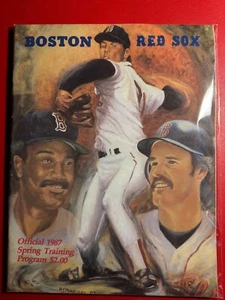 BOSTON RED SOX
Official 1987
Spring Training
Program $2.00